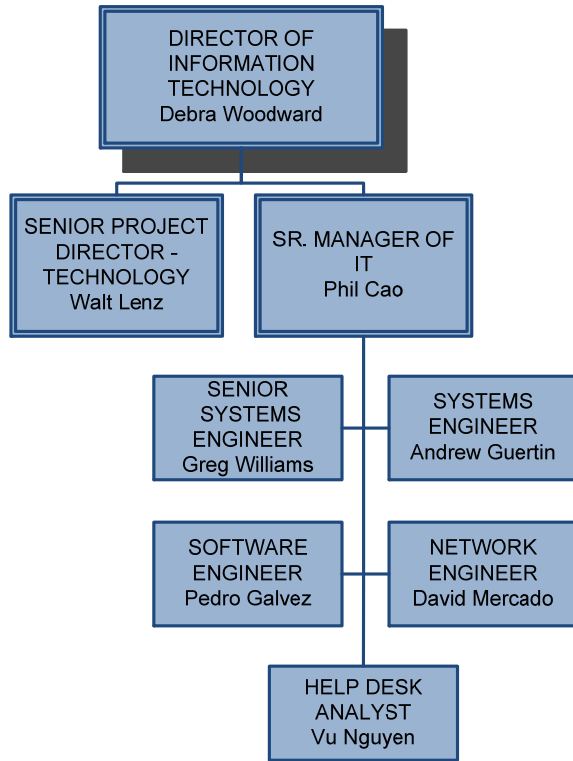 DIRECTOR OF
INFORMATION
TECHNOLOGY
Debra Woodward
SENIOR PROJECT
DIRECTOR -
TECHNOLOGY
Walt Lenz
SR. MANAGER OF
IT
Phil Cao
SENIOR
SYSTEMS
ENGINEER
Greg Williams
SYSTEMS
ENGINEER
Andrew Guertin
SOFTWARE
ENGINEER
Pedro Galvez
NETWORK
ENGINEER
David Mercado
HELP DESK
ANALYST
Vu Nguyen